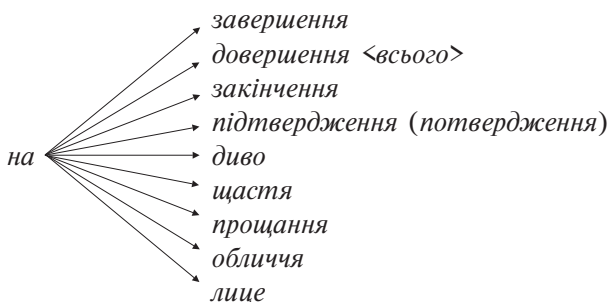 завершення
довершення <всього>
закінчення
підтвердження (потвердження)
на
диво
щастя
прощання
обличчя
лице